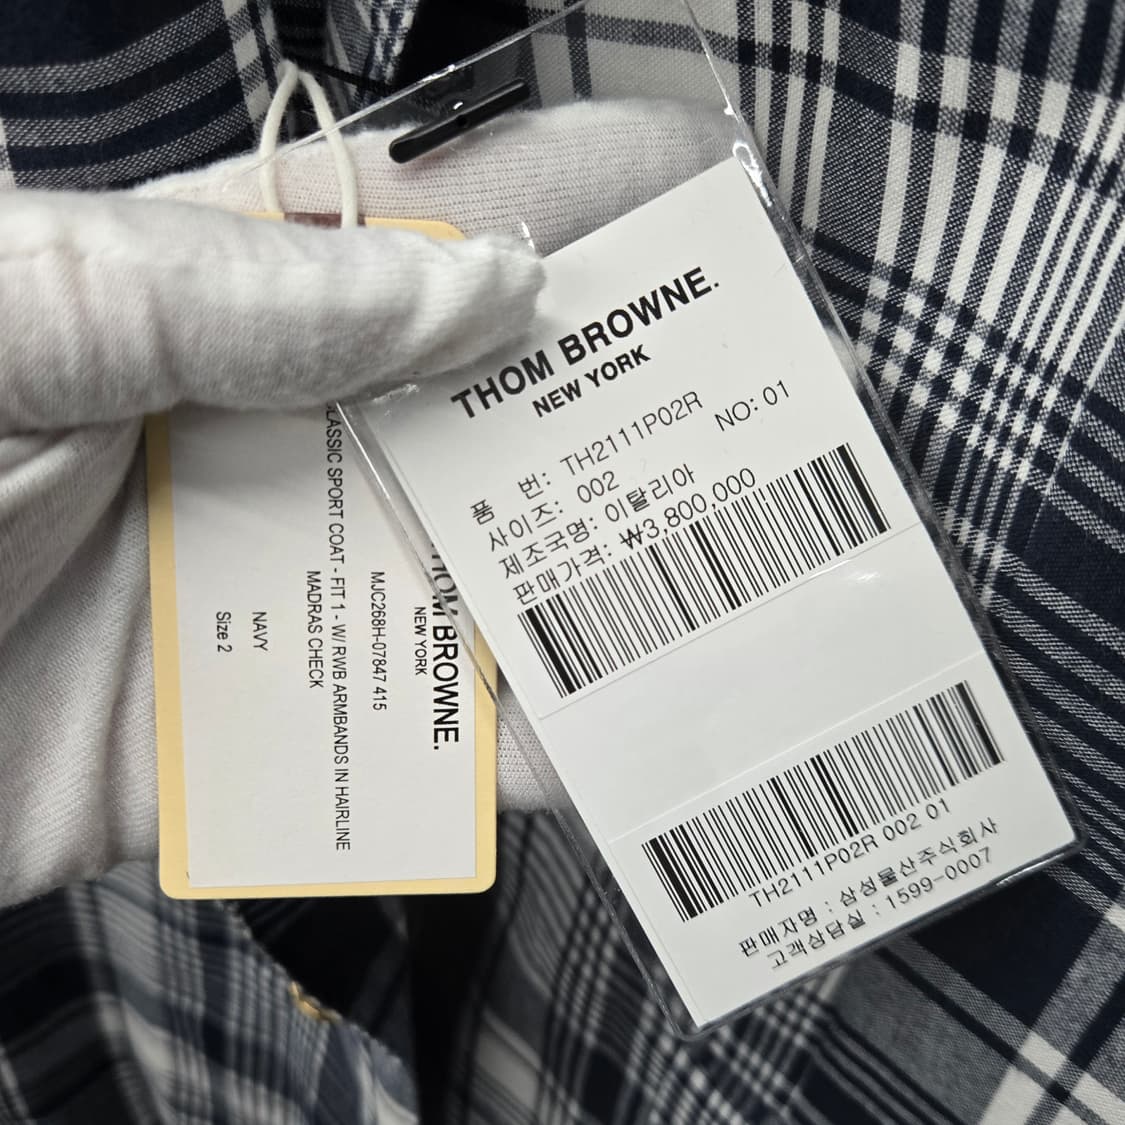 THOM BROWNE.
NEW YORK
품 번: TH2111P02R
NO: 01
사이즈: 002
제조국명: 이탈리아
판매가격: ₩3,800,000
TH2111P02R 002 01
판매자명 : 삼성물산주식회사
고객상담실 : 1599-0007
BROWNE.
NEW YORK
MJC268H-07847 415
SPORT COAT - FIT 1 - W/ RWB ARMBANDS IN HAIRLINE
MADRAS CHECK
NAVY
Size 2